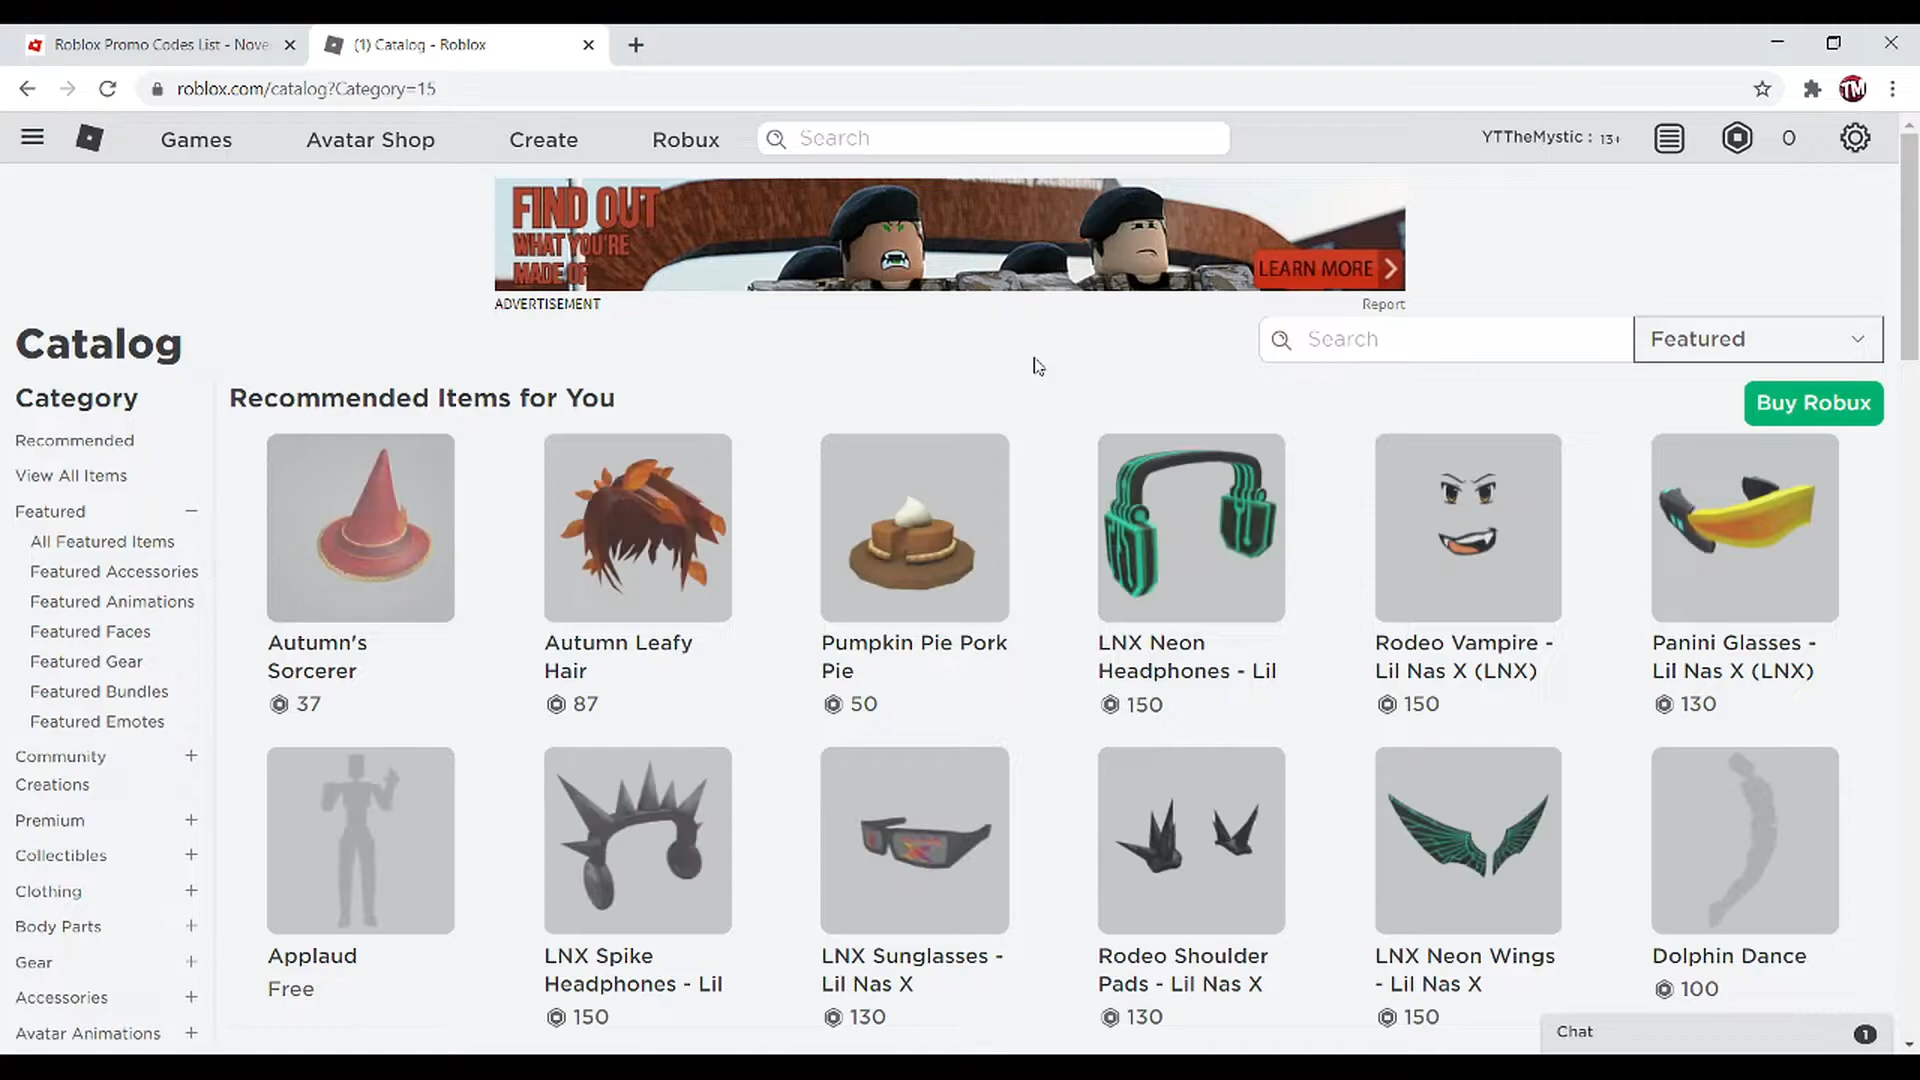 Roblox Promo Codes List - Nove
(1) Catalog - Roblox
roblox.com/catalog?Category=15
TM
Games
Avatar Shop
Create
Robux
Search
YTTheMystic : 13+
0
FIND OUT
WHAT YOU'RE
MADE OF
LEARN MORE
ADVERTISEMENT
Report
Catalog
Search
Featured
Category
Recommended Items for You
Buy Robux
Recommended
View All Items
Featured
All Featured Items
Featured Accessories
Featured Animations
Featured Faces
Featured Gear
Featured Bundles
Featured Emotes
Community
Creations
Premium
Collectibles
Clothing
Body Parts
Gear
Accessories
Avatar Animations
Autumn's
Sorcerer
37
Autumn Leafy
Hair
87
Pumpkin Pie Pork
Pie
50
LNX Neon
Headphones - Lil
150
Rodeo Vampire -
Lil Nas X (LNX)
150
Panini Glasses -
Lil Nas X (LNX)
130
Applaud
Free
LNX Spike
Headphones - Lil
150
LNX Sunglasses -
Lil Nas X
130
Rodeo Shoulder
Pads - Lil Nas X
130
LNX Neon Wings
- Lil Nas X
150
Dolphin Dance
100
Chat
1